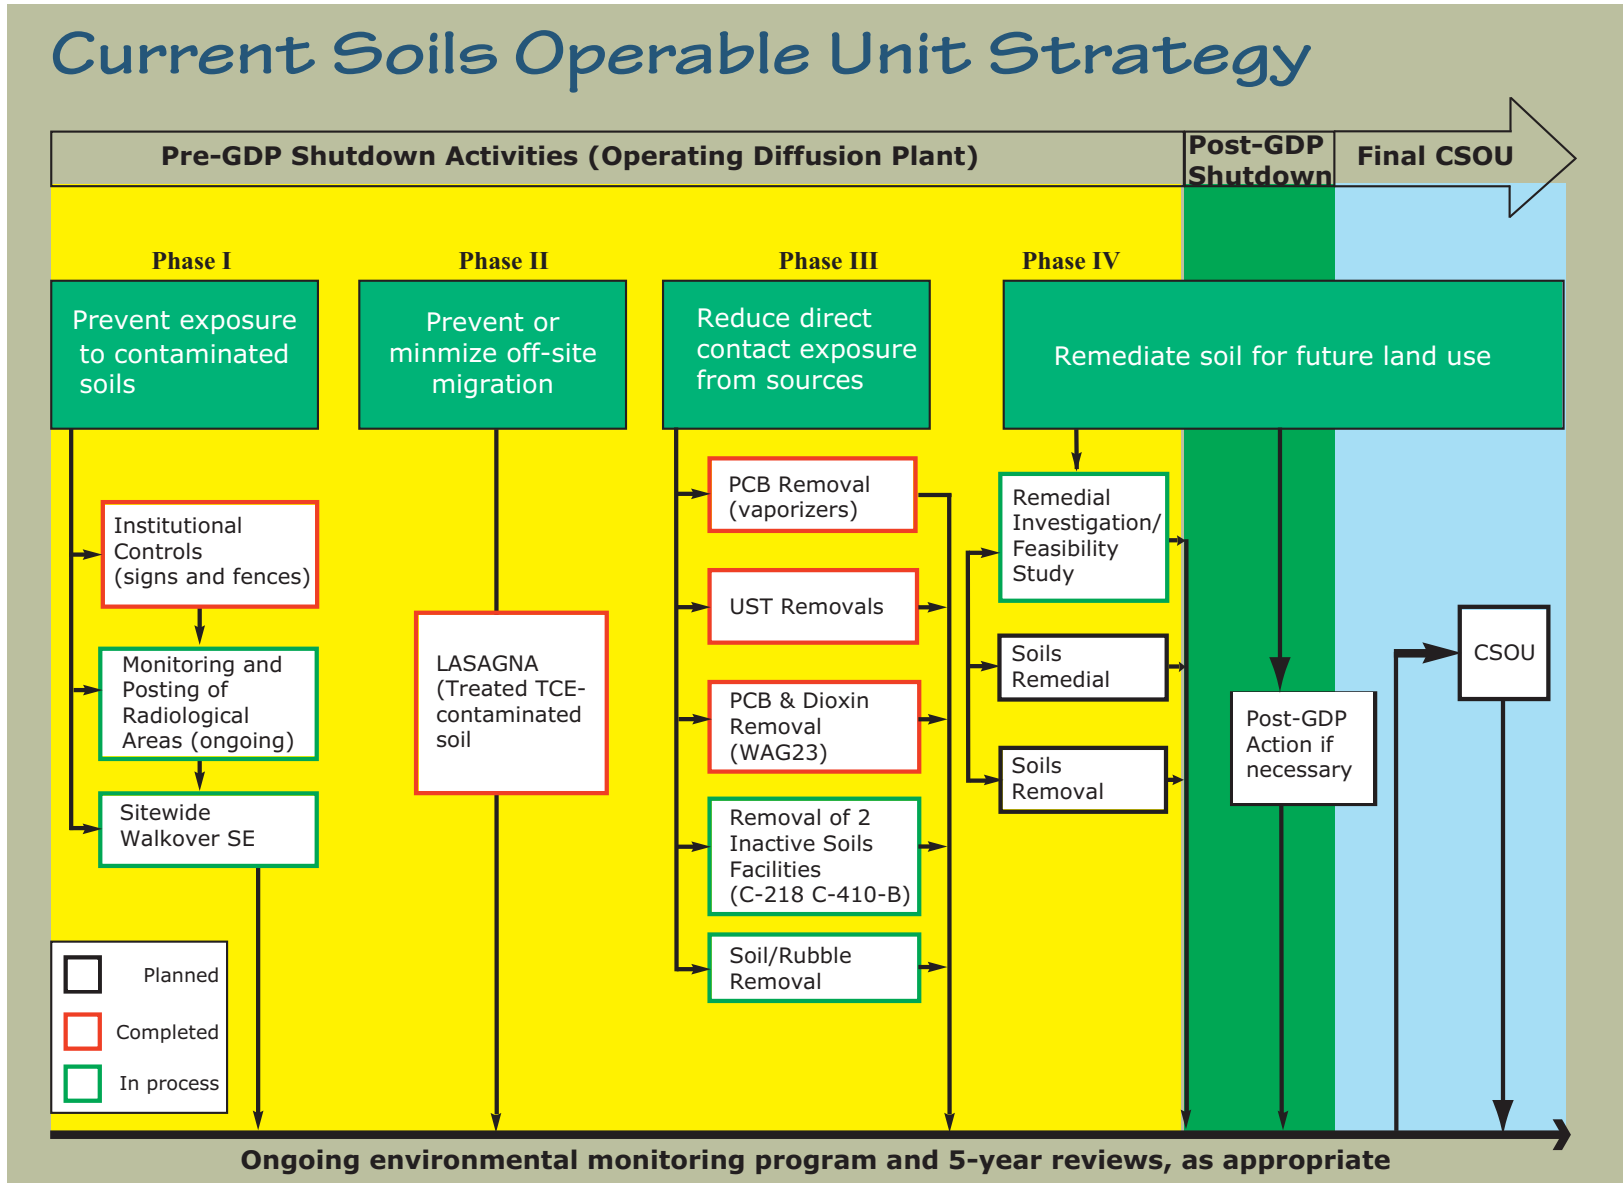 Current Soils Operable Unit Strategy
Pre-GDP Shutdown Activities (Operating Diffusion Plant)
Post-GDP
Shutdown
Final CSOU
Phase I
Prevent exposure
to contaminated
soils
Institutional
Controls
(signs and fences)
Monitoring and
Posting of
Radiological
Areas (ongoing)
Sitewide
Walkover SE
Phase II
Prevent or
minmize off-site
migration
LASAGNA
(Treated TCE-
contaminated
soil
Phase III
Reduce direct
contact exposure
from sources
PCB Removal
(vaporizers)
UST Removals
PCB & Dioxin
Removal
(WAG23)
Removal of 2
Inactive Soils
Facilities
(C-218 C-410-B)
Soil/Rubble
Removal
Phase IV
Remediate soil for future land use
Remedial
Investigation/
Feasibility
Study
Soils
Remedial
Soils
Removal
Post-GDP
Action if
necessary
CSOU
Planned
Completed
In process
Ongoing environmental monitoring program and 5-year reviews, as appropriate